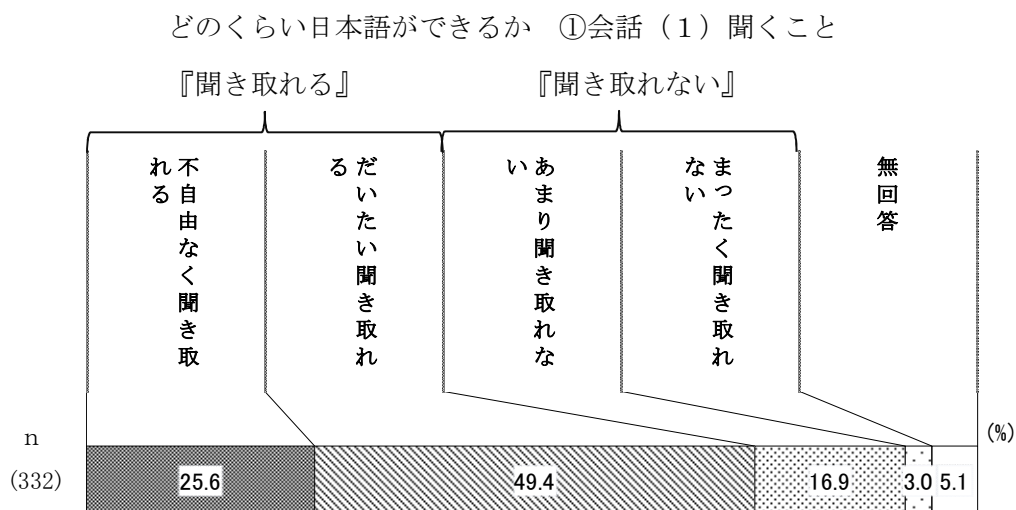 どのくらい日本語ができるか　①会話（１）聞くこと
『聞き取れる』
『聞き取れない』
不自由なく聞き取
れる
だいたい聞き取れ
る
あまり聞き取れな
い
まったく聞き取れ
ない
無回答
n
(332)
25.6
49.4
16.9
3.0
5.1
(%)